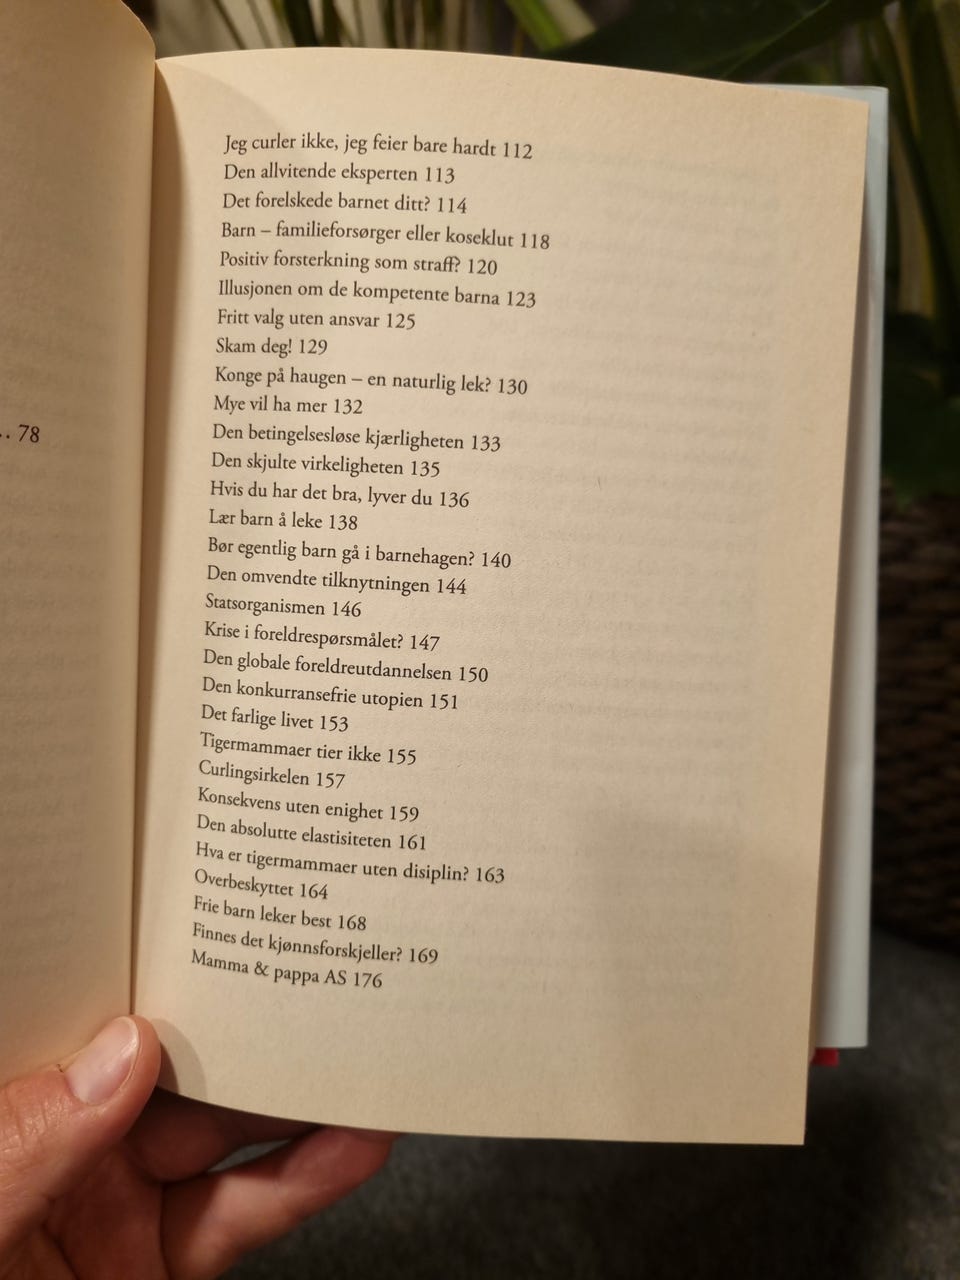 .. 78
Jeg curler ikke, jeg feier bare hardt 112
Den allvitende eksperten 113
Det forelskede barnet ditt? 114
Barn – familieforsørger eller koseklut 118
Positiv forsterkning som straff? 120
Illusjonen om de kompetente barna 123
Fritt valg uten ansvar 125
Skam deg! 129
Konge på haugen – en naturlig lek? 130
Mye vil ha mer 132
Den betingelsesløse kjærligheten 133
Den skjulte virkeligheten 135
Hvis du har det bra, lyver du 136
Lær barn å leke 138
Bør egentlig barn gå i barnehagen? 140
Den omvendte tilknytningen 144
Statsorganismen 146
Krise i foreldrespørsmålet? 147
Den globale foreldreutdannelsen 150
Den konkurransefrie utopien 151
Det farlige livet 153
Tigermammaer tier ikke 155
Curlingsirkelen 157
Konsekvens uten enighet 159
Den absolutte elastisiteten 161
Hva er tigermammaer uten disiplin? 163
Overbeskyttet 164
Frie barn leker best 168
Finnes det kjønnsforskjeller? 169
Mamma & pappa AS 176